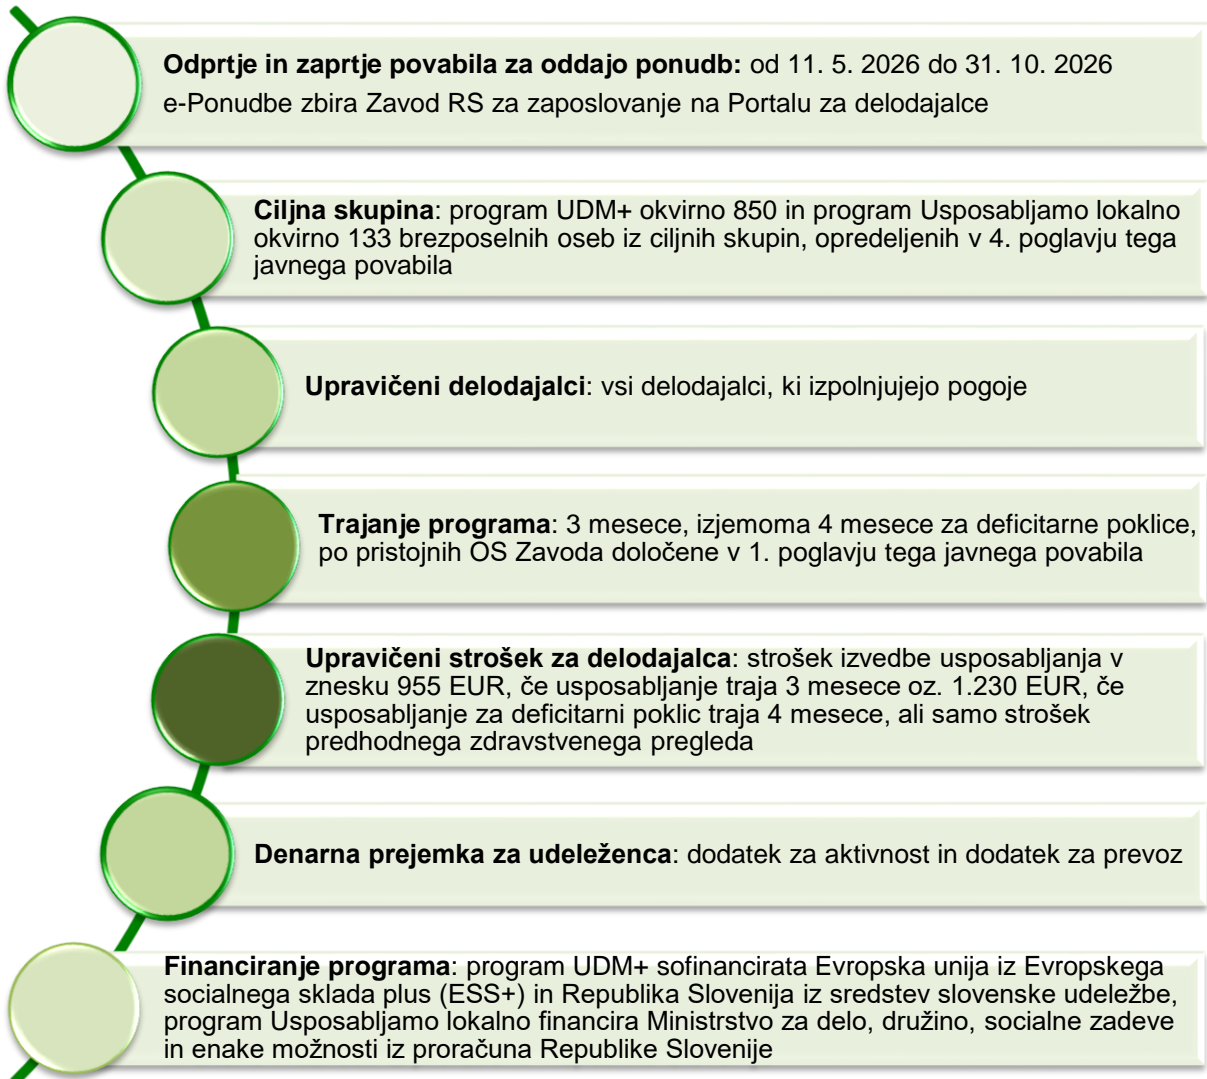 Odprtje in zaprtje povabila za oddajo ponudb: od 11. 5. 2026 do 31. 10. 2026
e-Ponudbe zbira Zavod RS za zaposlovanje na Portalu za delodajalce
Ciljna skupina: program UDM+ okvirno 850 in program Usposabljamo lokalno
okvirno 133 brezposelnih oseb iz ciljnih skupin, opredeljenih v 4. poglavju tega
javnega povabila
Upravičeni delodajalci: vsi delodajalci, ki izpolnjujejo pogoje
Trajanje programa: 3 mesece, izjemoma 4 mesece za deficitarne poklice,
po pristojnih OS Zavoda določene v 1. poglavju tega javnega povabila
Upravičeni strošek za delodajalca: strošek izvedbe usposabljanja v
znesku 955 EUR, če usposabljanje traja 3 mesece oz. 1.230 EUR, če
usposabljanje za deficitarni poklic traja 4 mesece, ali samo strošek
predhodnega zdravstvenega pregleda
Denarna prejemka za udeleženca: dodatek za aktivnost in dodatek za prevoz
Financiranje programa: program UDM+ sofinancirata Evropska unija iz Evropskega
socialnega sklada plus (ESS+) in Republika Slovenija iz sredstev slovenske udeležbe,
program Usposabljamo lokalno financira Ministrstvo za delo, družino, socialne zadeve
in enake možnosti iz proračuna Republike Slovenije